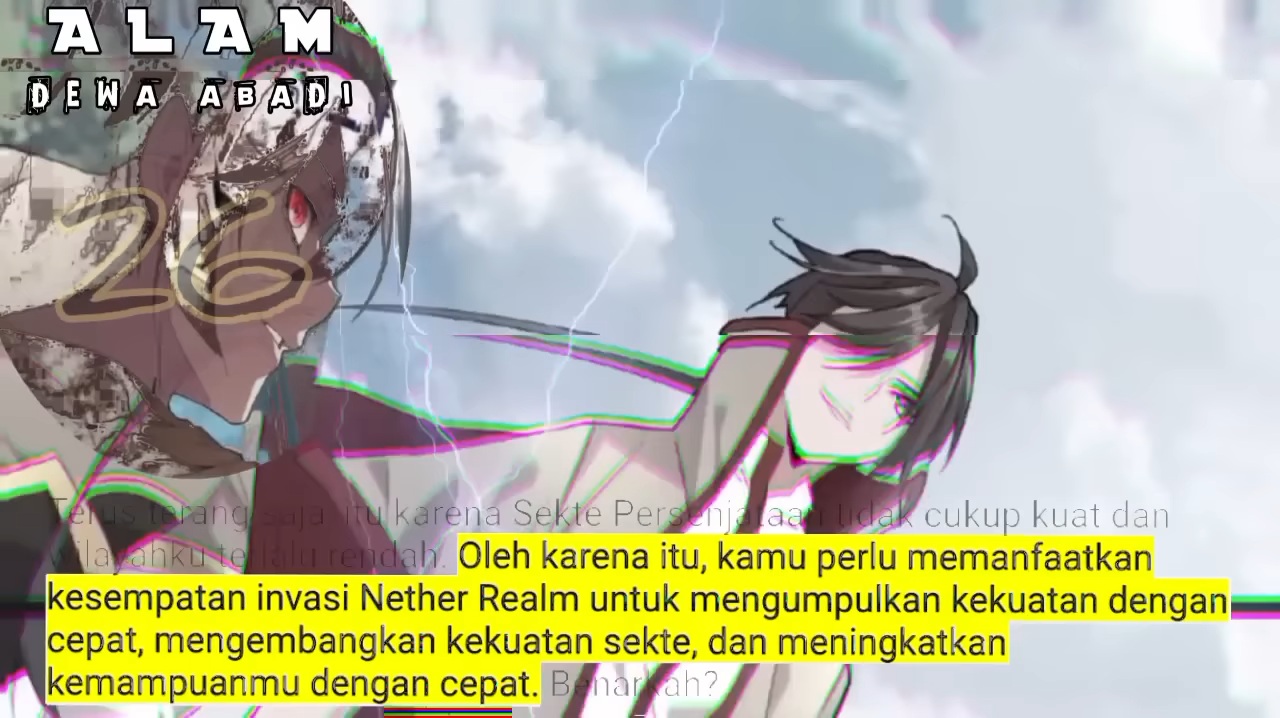 ALAM
DEWA ABADI
26
Terus terang saja itu karena Sekte Persenjataan tidak cukup kuat dan
wilayahku terlalu rendah. Oleh karena itu, kamu perlu memanfaatkan
kesempatan invasi Nether Realm untuk mengumpulkan kekuatan dengan
cepat, mengembangkan kekuatan sekte, dan meningkatkan
kemampuanmu dengan cepat. Benarkah?